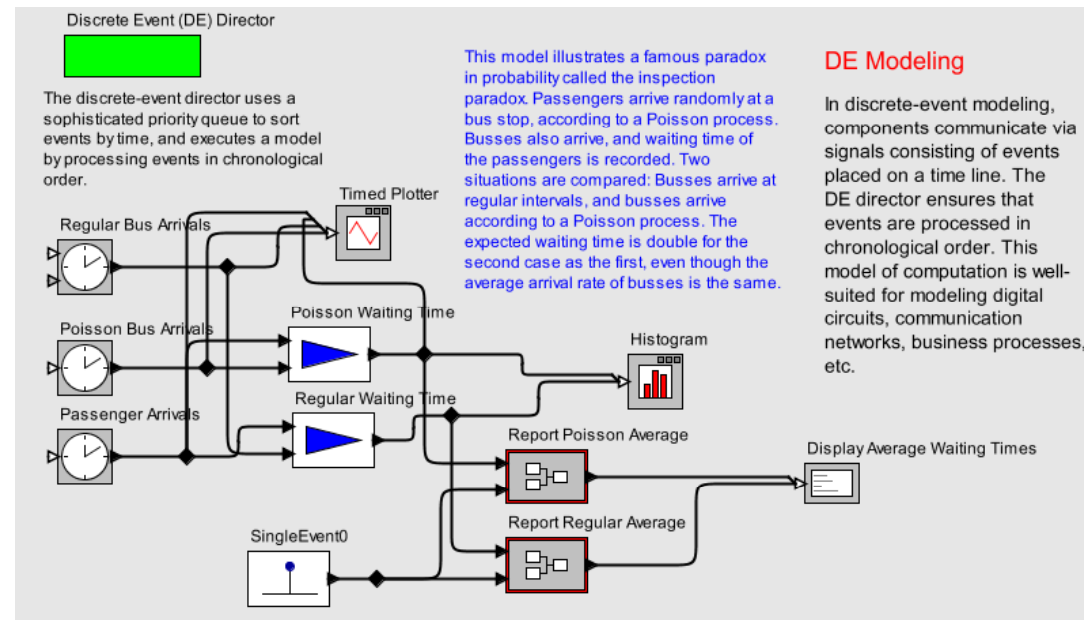 Discrete Event (DE) Director
The discrete-event director uses a
sophisticated priority queue to sort
events by time, and executes a model
by processing events in chronological
order.
This model illustrates a famous paradox
in probability called the inspection
paradox. Passengers arrive randomly at a
bus stop, according to a Poisson process.
Busses also arrive, and waiting time of
the passengers is recorded. Two
situations are compared: Busses arrive at
regular intervals, and busses arrive
according to a Poisson process. The
expected waiting time is double for the
second case as the first, even though the
average arrival rate of busses is the same.
DE Modeling
In discrete-event modeling,
components communicate via
signals consisting of events
placed on a time line. The
DE director ensures that
events are processed in
chronological order. This
model of computation is well-
suited for modeling digital
circuits, communication
networks, business processes,
etc.
Timed Plotter
Regular Bus Arrivals
Poisson Bus Arrivals
Passenger Arrivals
Poisson Waiting Time
Regular Waiting Time
Histogram
Report Poisson Average
Display Average Waiting Times
Report Regular Average
SingleEvent0